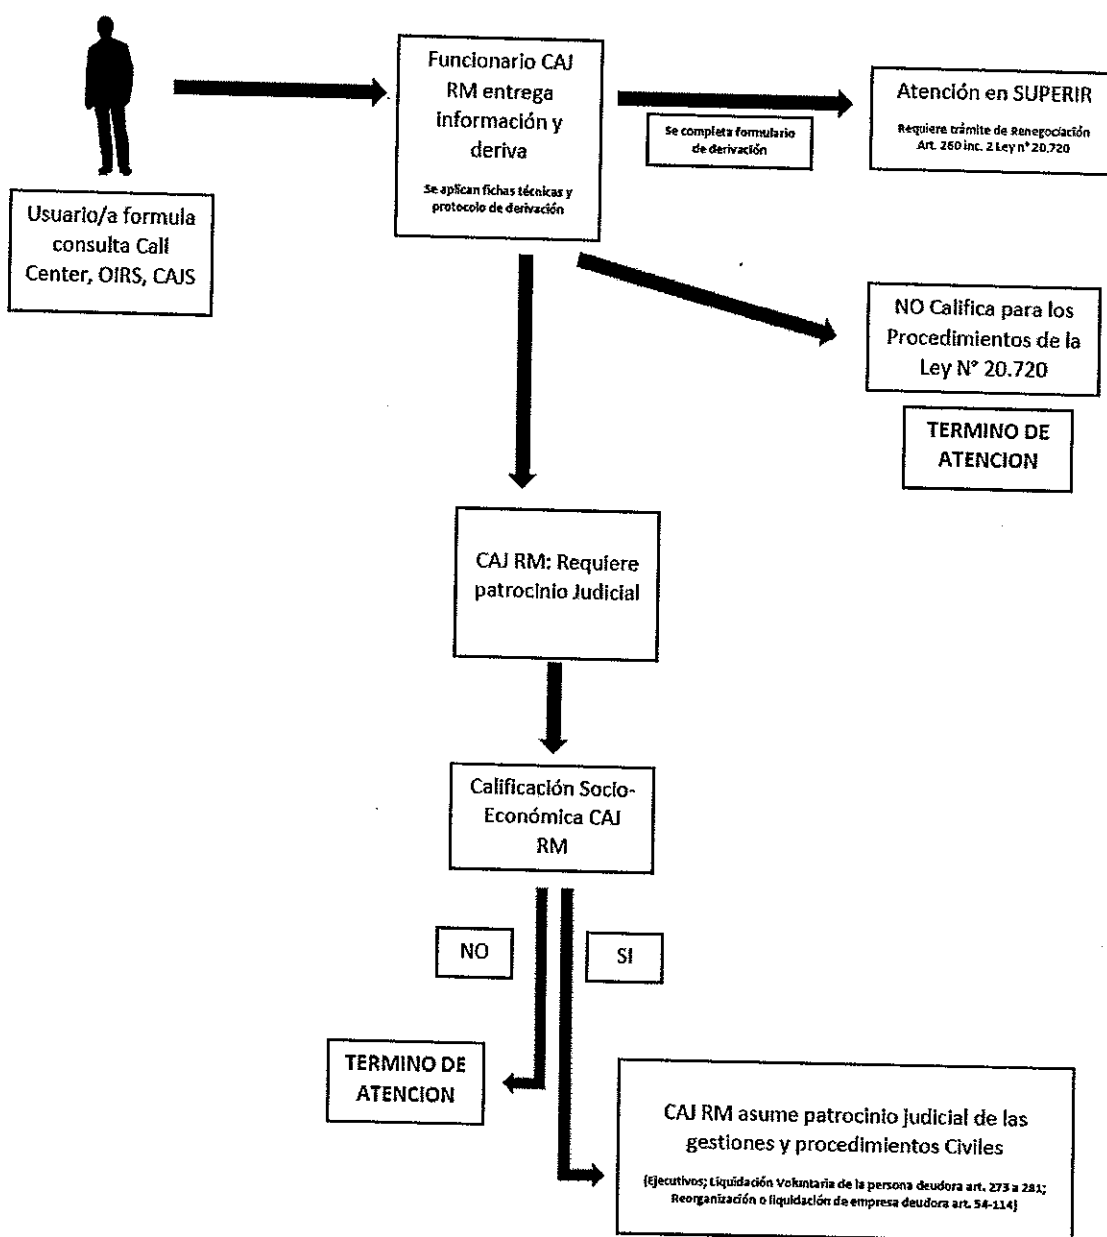 Usuario/a formula
consulta Call
Center, OIRS, CAJS
Funcionario CAJ
RM entrega
información y
deriva
Se aplican fichas técnicas y
protocolo de derivación
Se completa formulario
de derivación
Atención en SUPERIR
Requiere trámite de Renegociación
Art. 260 inc. 2 Ley n° 20.720
NO Califica para los
Procedimientos de la
Ley N° 20.720
TERMINO DE
ATENCION
CAJ RM: Requiere
patrocinio Judicial
Calificación Socio-
Económica CAJ
RM
NO
SI
TERMINO DE
ATENCION
CAJ RM asume patrocinio judicial de las
gestiones y procedimientos Civiles
(Ejecutivos; Liquidación Voluntaria de la persona deudora art. 273 a 281;
Reorganización o liquidación de empresa deudora art. 54-114)